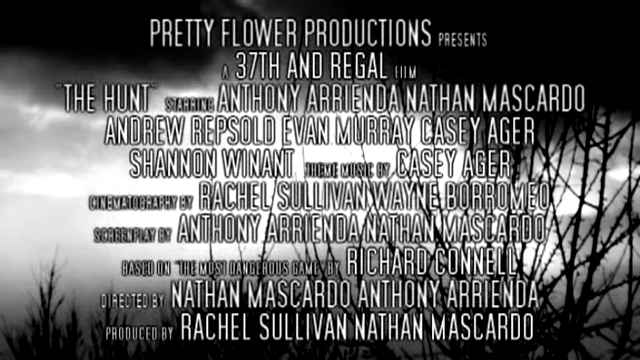 PRETTY FLOWER PRODUCTIONS PRESENTS
A 37TH AND REGAL FILM
"THE HUNT" STARRING ANTHONY ARRIENDA NATHAN MASCARDO
ANDREW REPSOLD EVAN MURRAY CASEY AGER
SHANNON WINANT THEME MUSIC BY CASEY AGER
CINEMATOGRAPHY BY RACHEL SULLIVAN WAYNE BORROMEO
SCREENPLAY BY ANTHONY ARRIENDA NATHAN MASCARDO
BASED ON "THE MOST DANGEROUS GAME" BY RICHARD CONNELL
DIRECTED BY NATHAN MASCARDO ANTHONY ARRIENDA
PRODUCED BY RACHEL SULLIVAN NATHAN MASCARDO